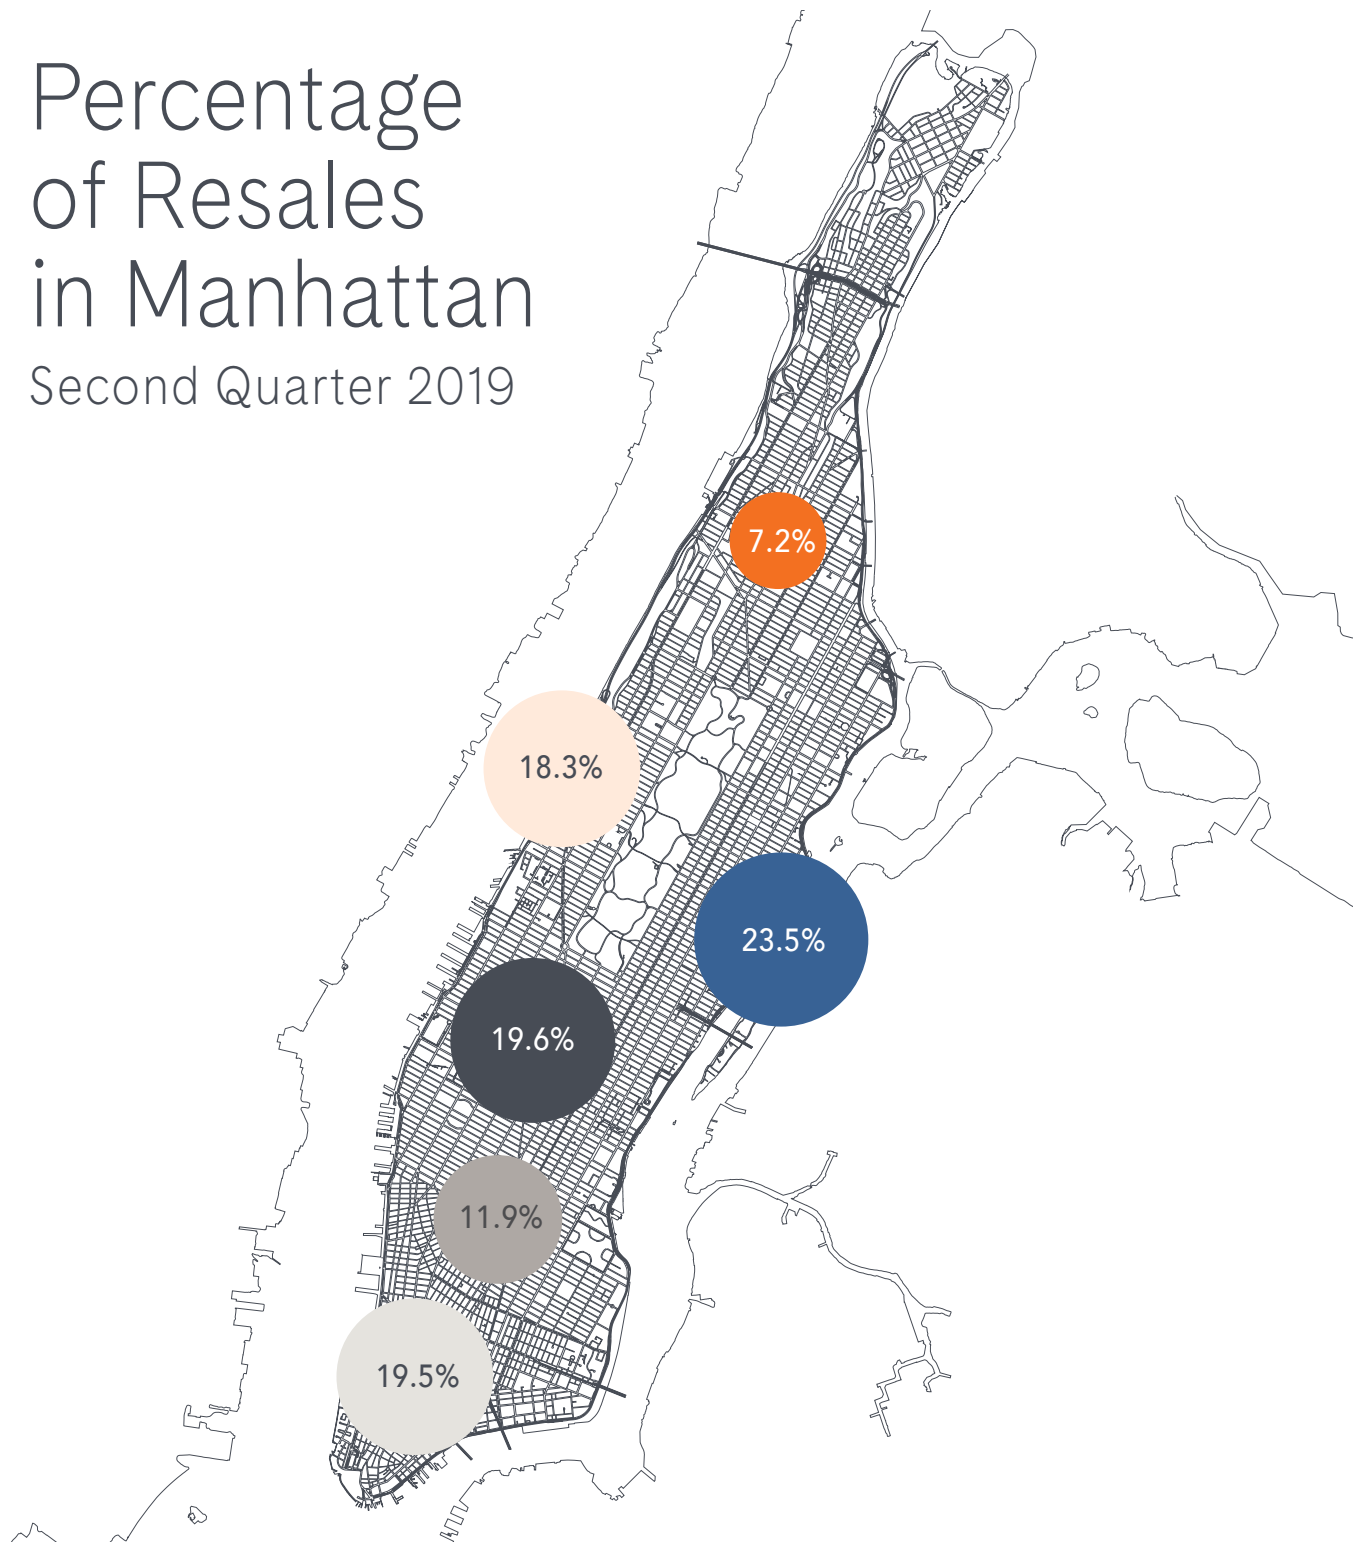 Percentage
of Resales
in Manhattan
Second Quarter 2019
7.2%
18.3%
23.5%
19.6%
11.9%
19.5%